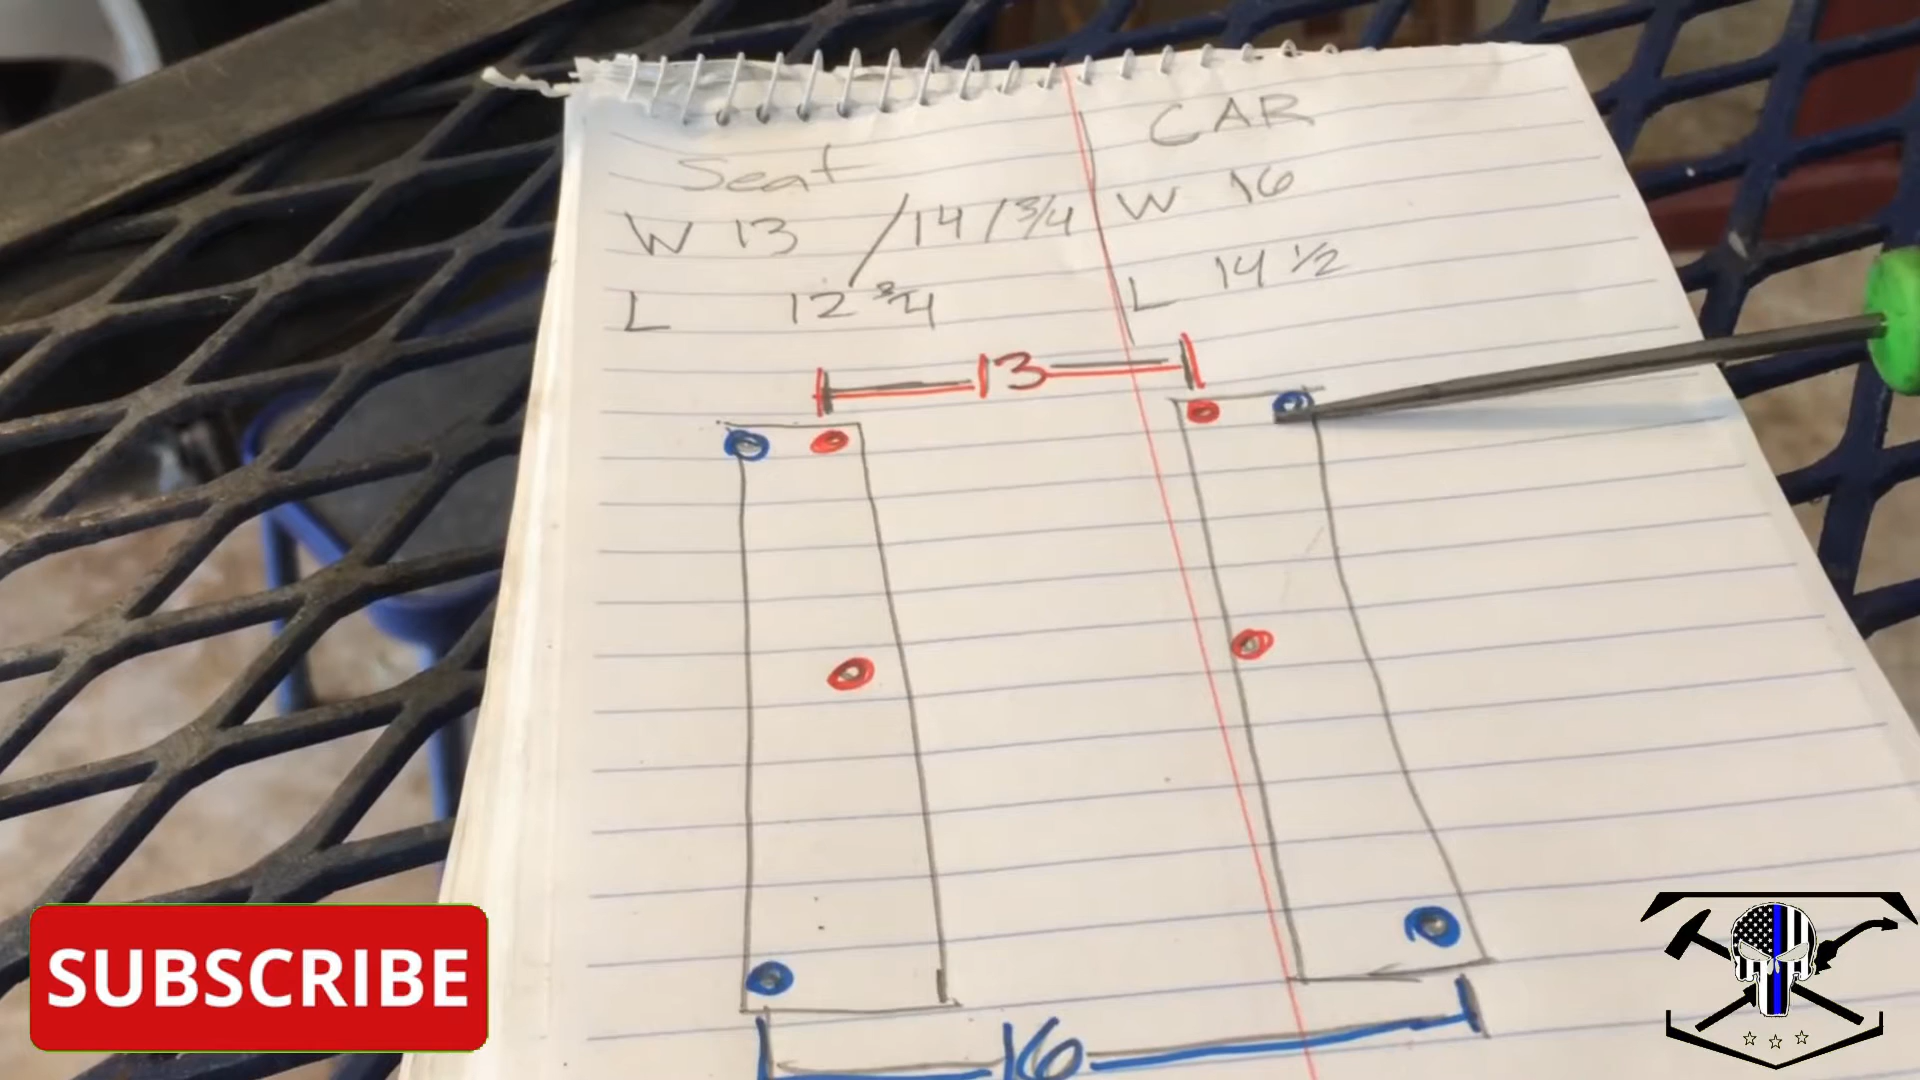 Seat
W 13 / 14 / 3/4
L 12 3/4
CAR
W 16
L 14 1/2
13
16
SUBSCRIBE